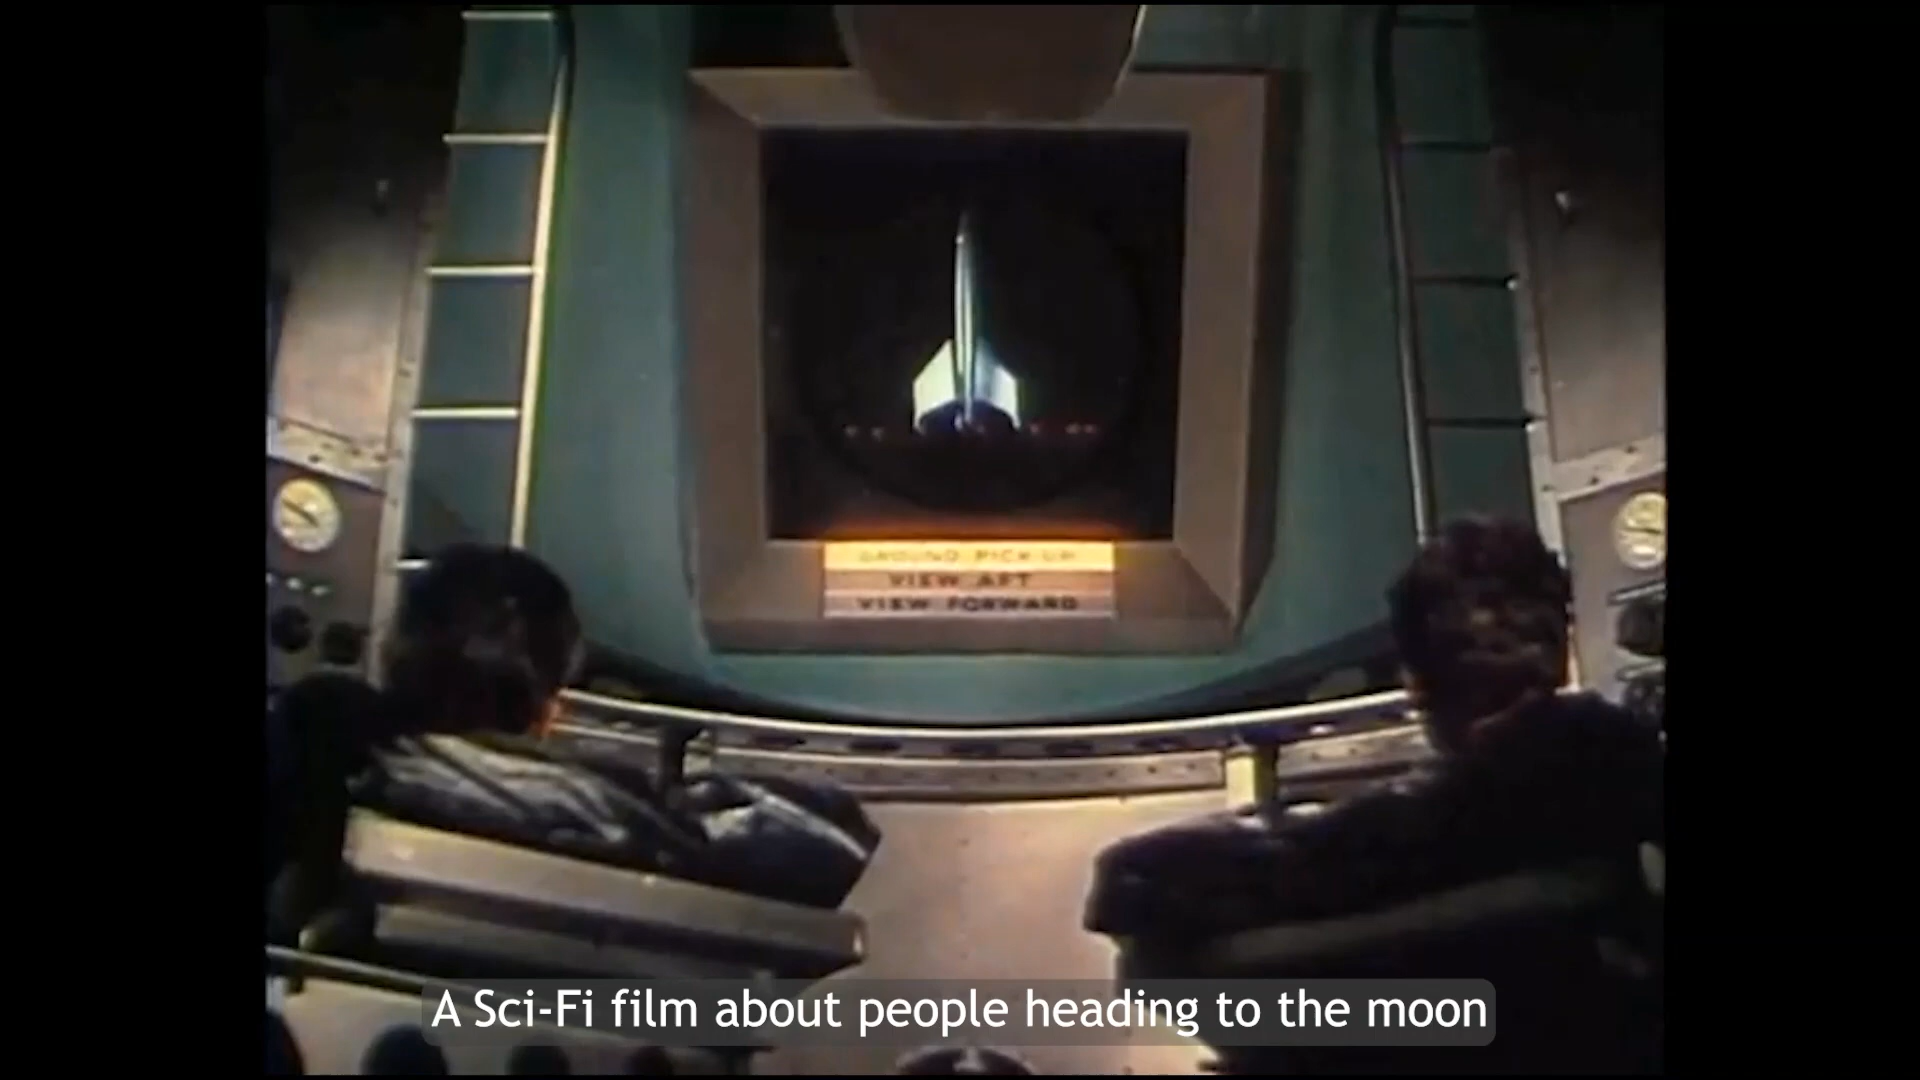 GROUND PICK-UP
VIEW AFT
VIEW FORWARD
A Sci-Fi film about people heading to the moon